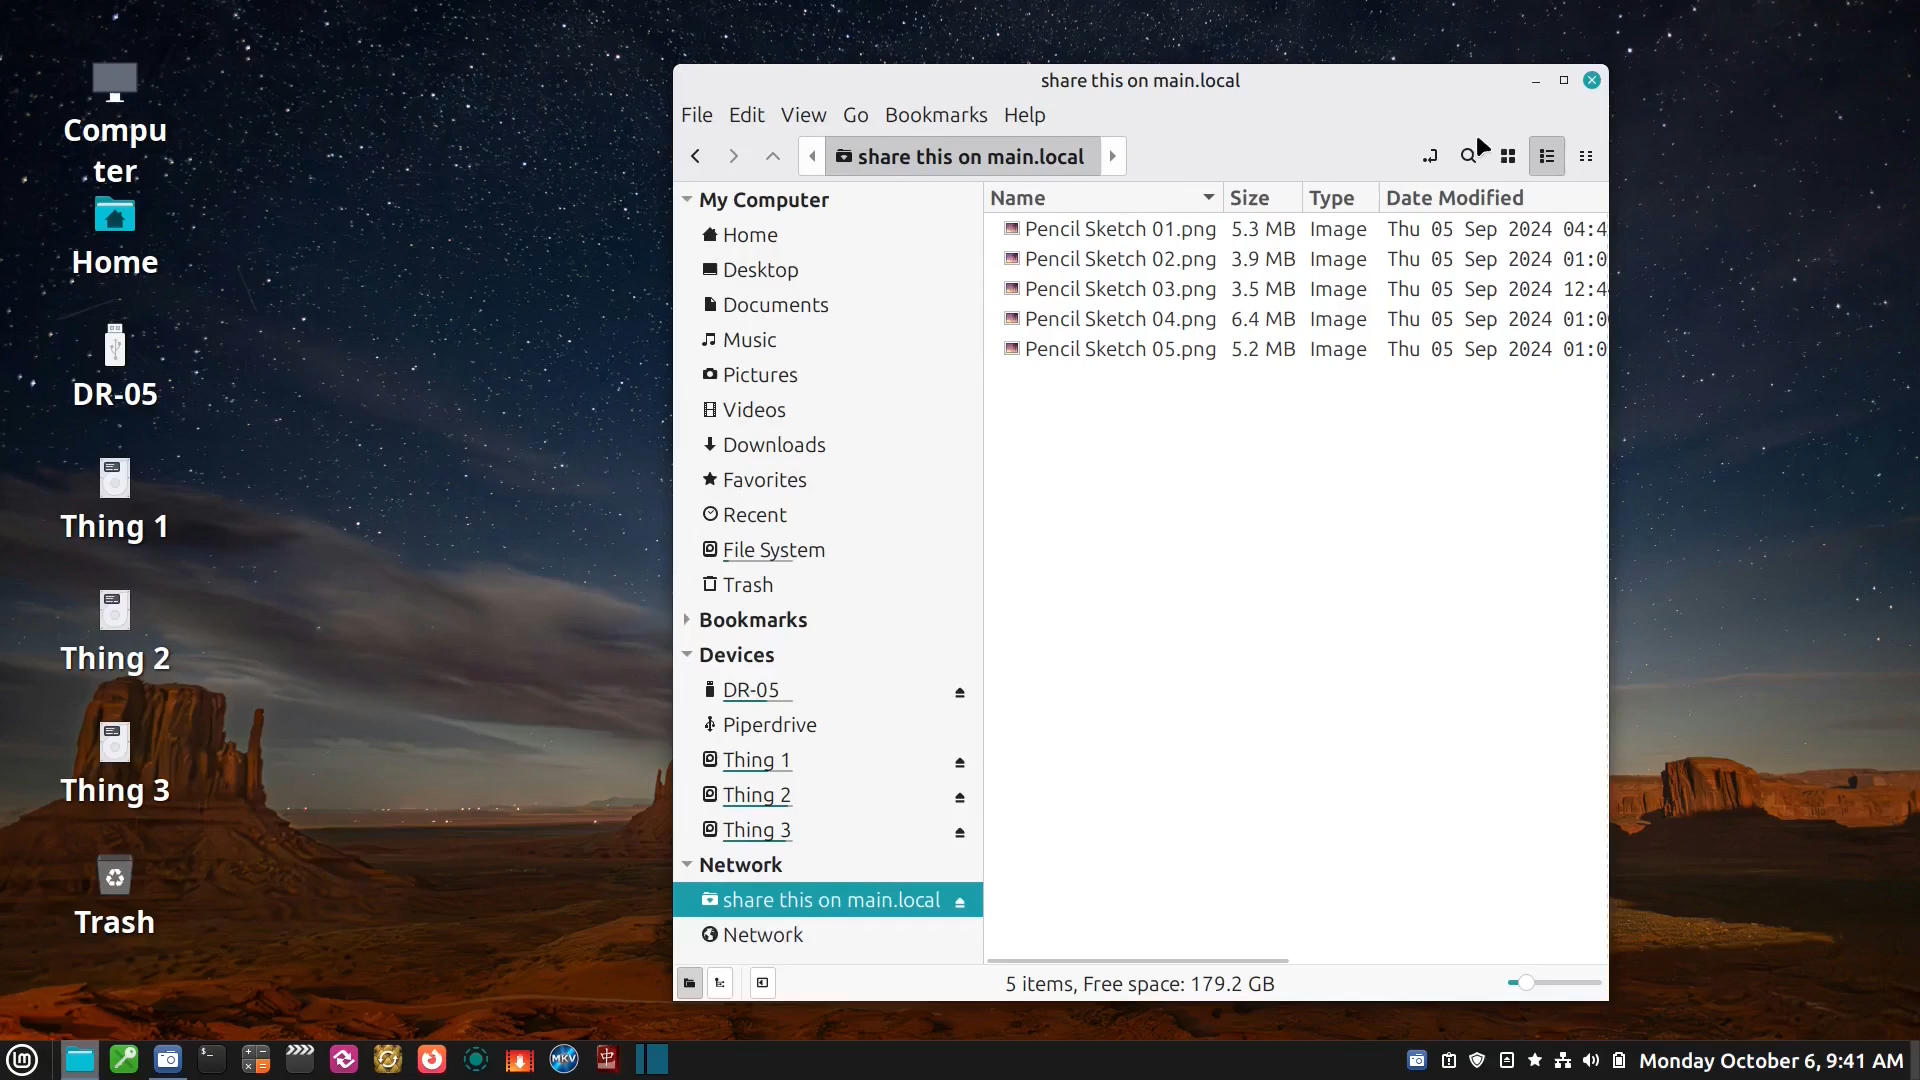 Compu
ter
Home
DR-05
Thing 1
Thing 2
Thing 3
Trash
share this on main.local
File Edit View Go Bookmarks Help
share this on main.local
My Computer
Home
Desktop
Documents
Music
Pictures
Videos
Downloads
Favorites
Recent
File System
Trash
Bookmarks
Devices
DR-05
Piperdrive
Thing 1
Thing 2
Thing 3
Network
share this on main.local
Network
Name Size Type Date Modified
Pencil Sketch 01.png 5.3 MB Image Thu 05 Sep 2024 04:4
Pencil Sketch 02.png 3.9 MB Image Thu 05 Sep 2024 01:0
Pencil Sketch 03.png 3.5 MB Image Thu 05 Sep 2024 12:4
Pencil Sketch 04.png 6.4 MB Image Thu 05 Sep 2024 01:0
Pencil Sketch 05.png 5.2 MB Image Thu 05 Sep 2024 01:0
5 items, Free space: 179.2 GB
MKV
中
Monday October 6, 9:41 AM